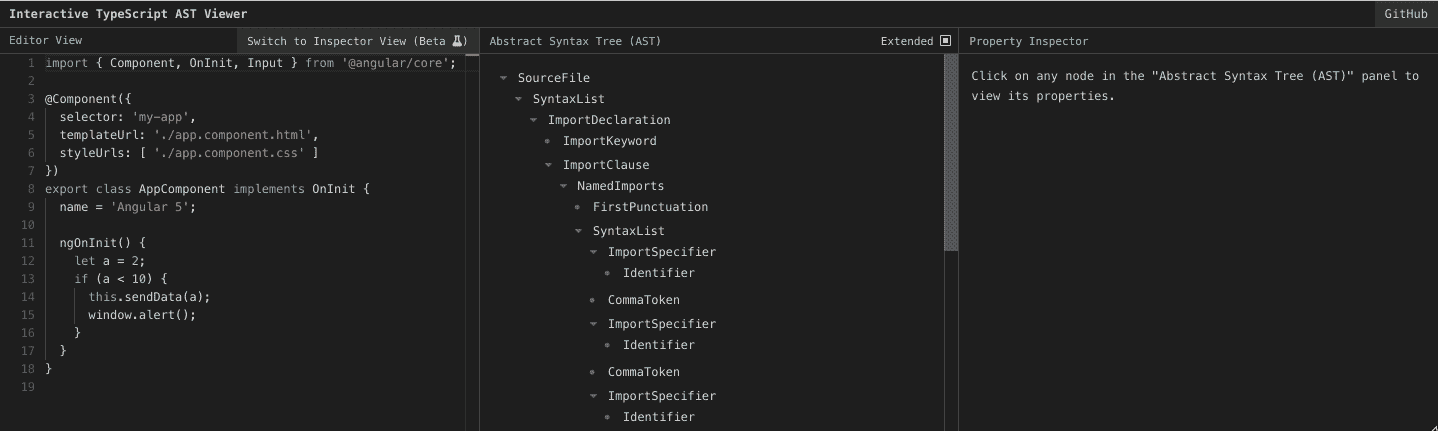 Interactive TypeScript AST Viewer
GitHub
Editor View
Switch to Inspector View (Beta )
Abstract Syntax Tree (AST)
Extended
Property Inspector
1 import { Component, OnInit, Input } from '@angular/core';
2
3 @Component({
4 selector: 'my-app',
5 templateUrl: './app.component.html',
6 styleUrls: [ './app.component.css' ]
7 })
8 export class AppComponent implements OnInit {
9 name = 'Angular 5';
10
11 ngOnInit() {
12 let a = 2;
13 if (a < 10) {
14 this.sendData(a);
15 window.alert();
16 }
17 }
18 }
19
SourceFile
SyntaxList
ImportDeclaration
ImportKeyword
ImportClause
NamedImports
FirstPunctuation
SyntaxList
ImportSpecifier
Identifier
CommaToken
ImportSpecifier
Identifier
CommaToken
ImportSpecifier
Identifier
Click on any node in the "Abstract Syntax Tree (AST)" panel to
view its properties.